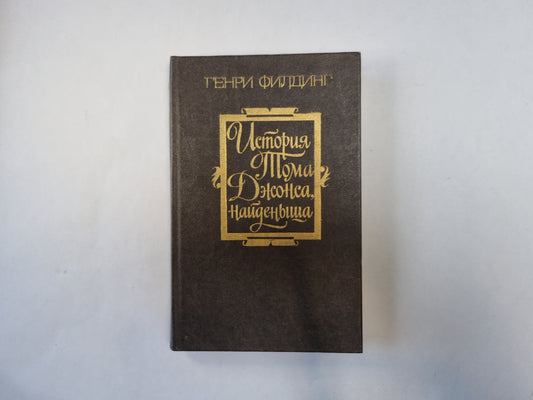 ГЕНРИ ФИЛДИНГ
История
Тома
Джонса,
найденыша